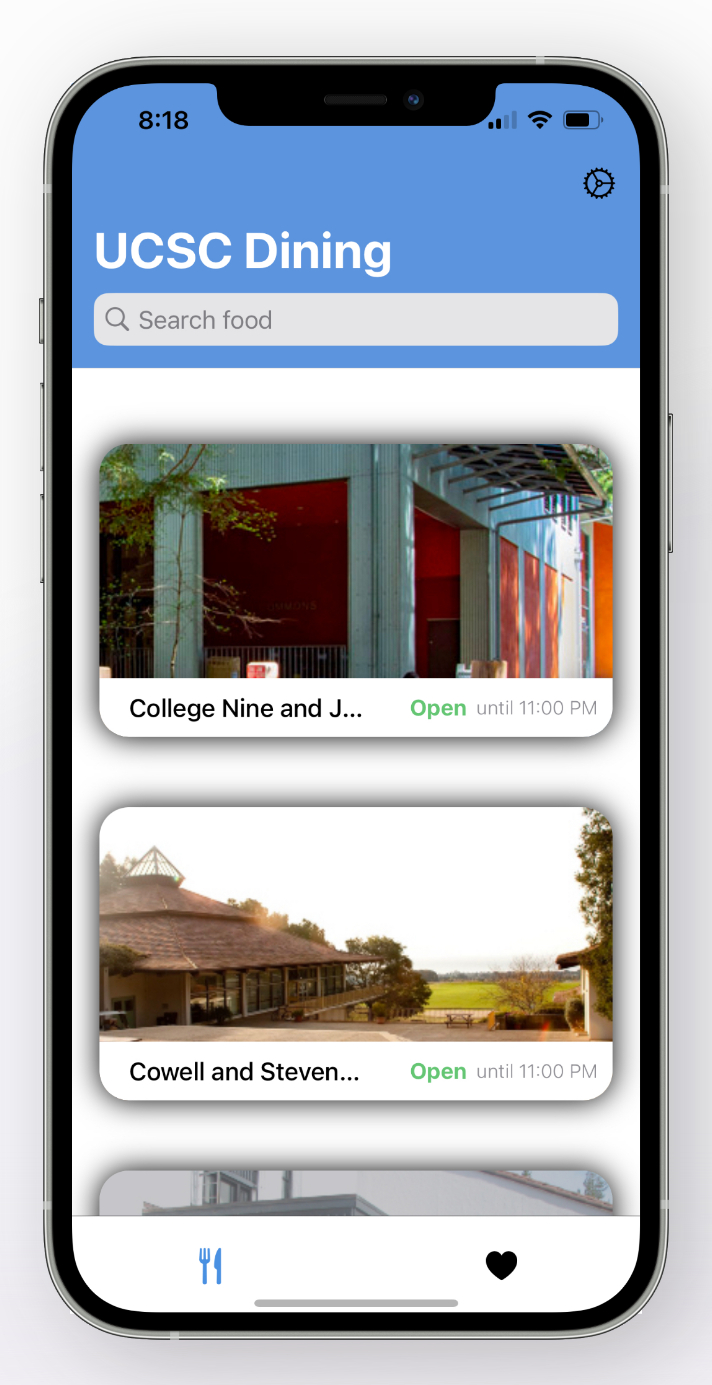 8:18
UCSC Dining
Search food
OMMONS
College Nine and J... Open until 11:00 PM
Cowell and Steven... Open until 11:00 PM